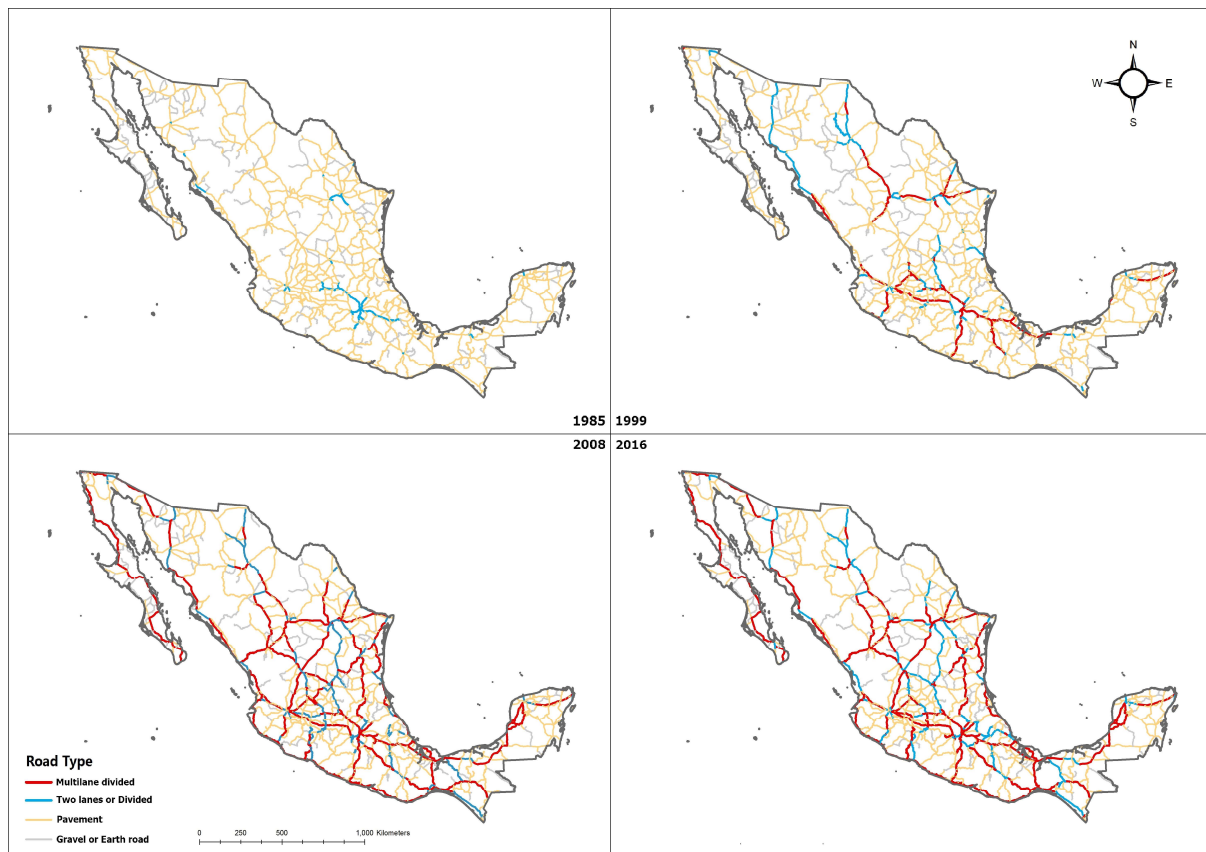 N
W E
S
1985 1999
2008 2016
Road Type
Multilane divided
Two lanes or Divided
Pavement
Gravel or Earth road
0 250 500 1,000 Kilometers